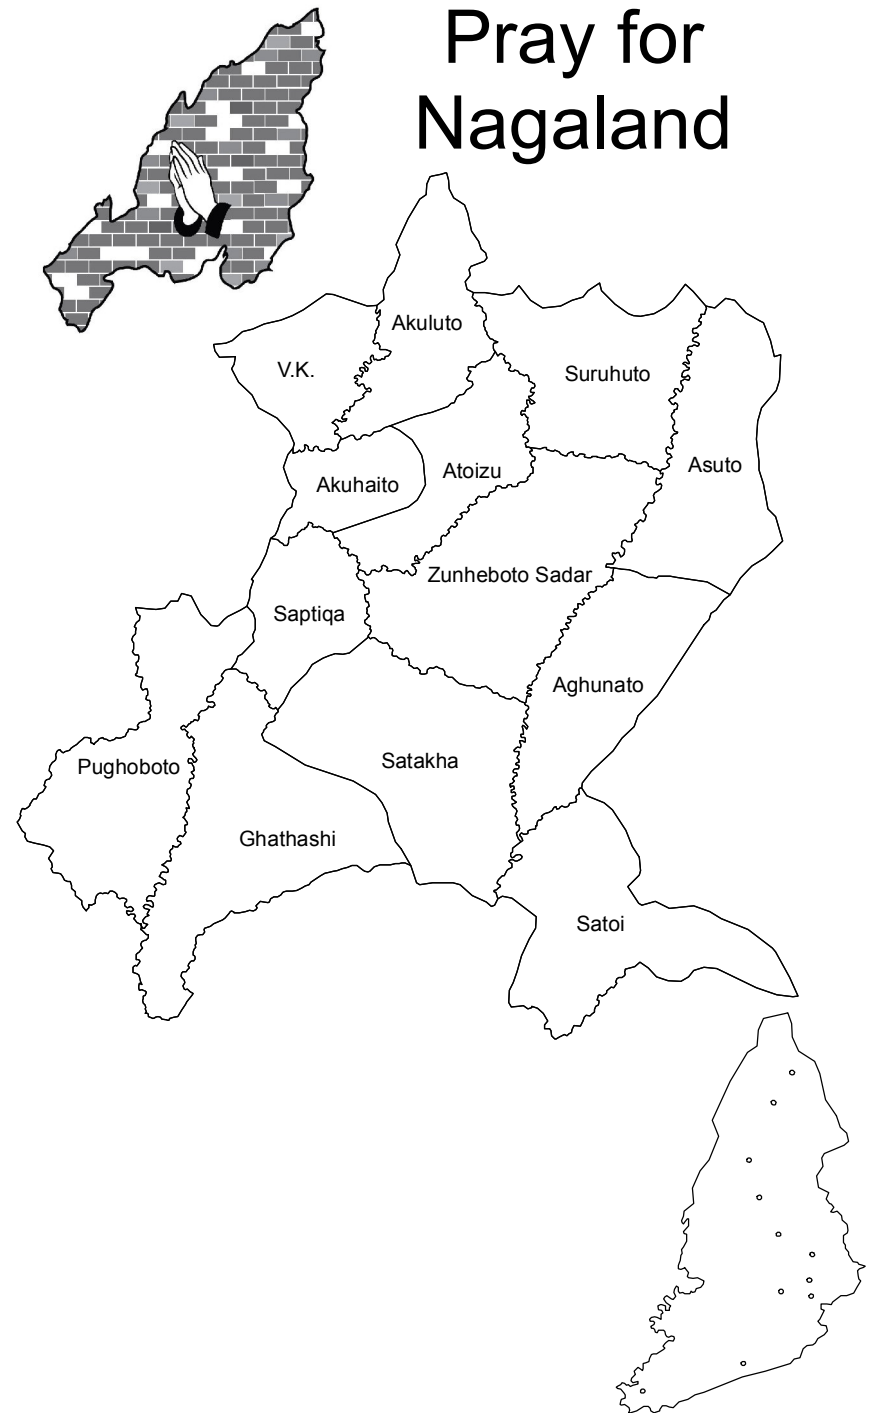 Pray for
Nagaland
Akuluto
V.K.
Suruhuto
Asuto
Atoizu
Akuhaito
Zunheboto Sadar
Saptiqa
Aghunato
Satakha
Pughoboto
Ghathashi
Satoi